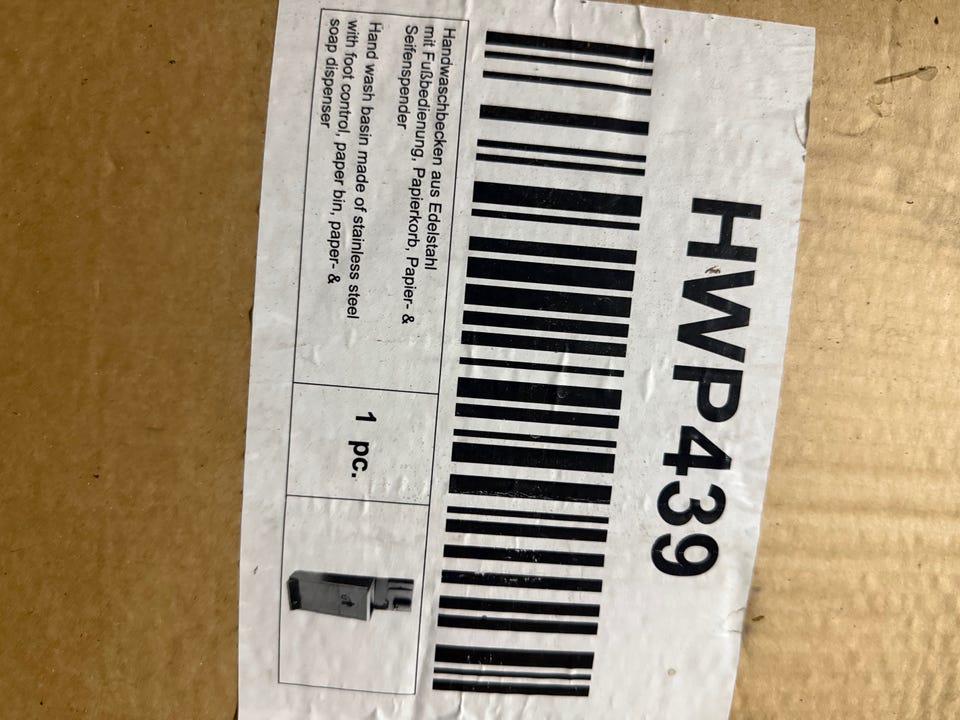 HWP439
Handwaschbecken aus Edelstahl
mit Fußbedienung, Papierkorb, Papier- &
Seifenspender
Hand wash basin made of stainless steel
with foot control, paper bin, paper- &
soap dispenser
1 pc.